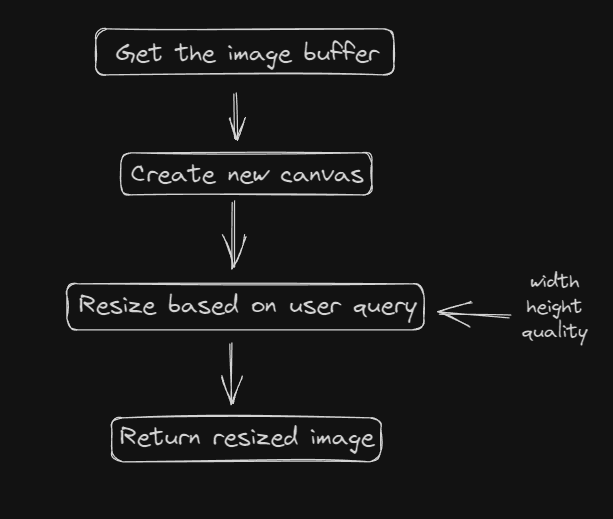 Get the image buffer
Create new canvas
Resize based on user query
width
height
quality
Return resized image